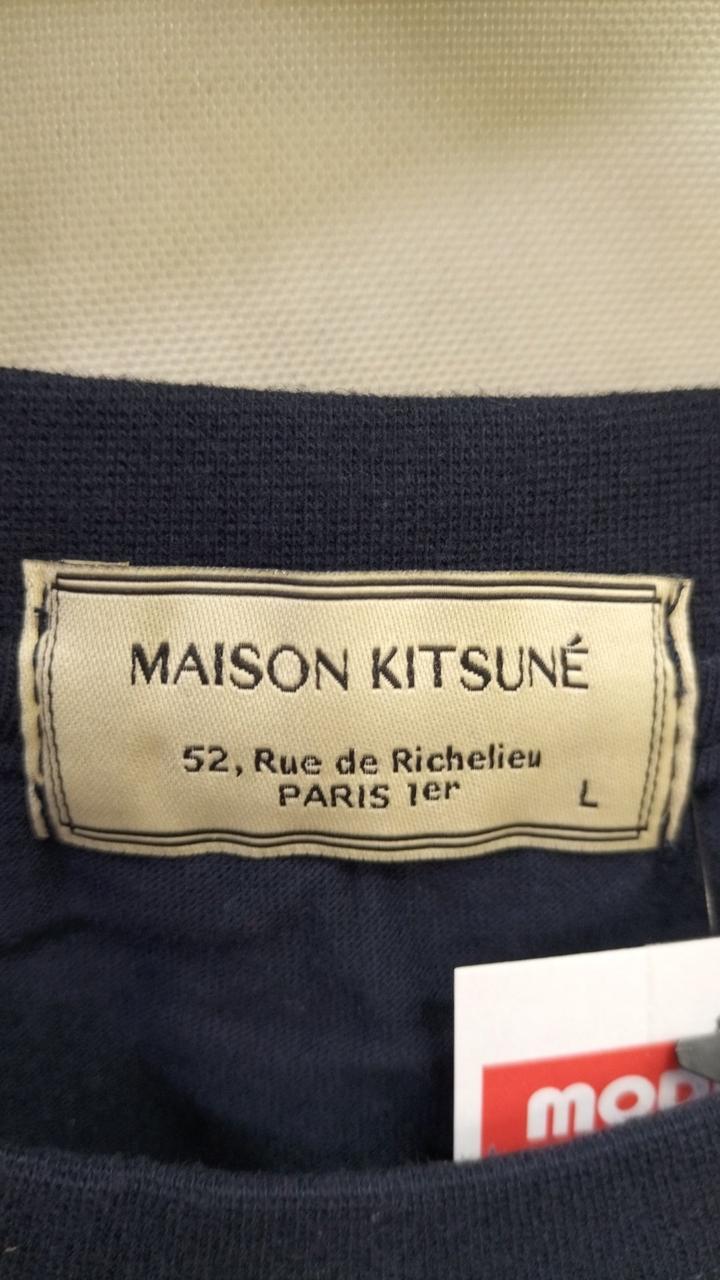 MAISON KITSUNÉ
52, Rue de Richelieu
PARIS 1er L